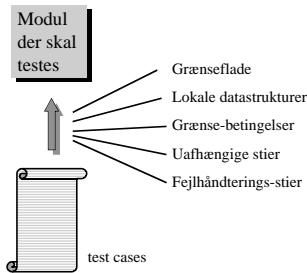 Modul
der skal
testes
Grænseflade
Lokale datastrukturer
Grænse-betingelser
Uafhængige stier
Fejlhåndterings-stier
test cases